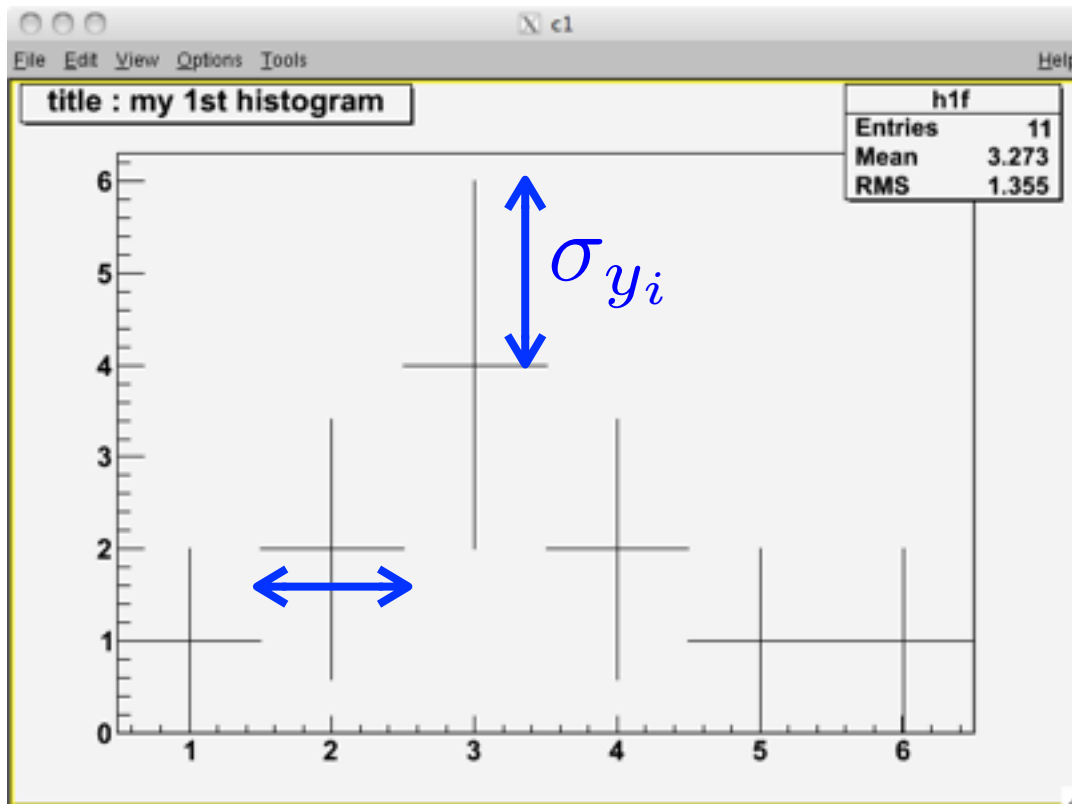 c1
File Edit View Options Tools Help
title : my 1st histogram
h1f
Entries 11
Mean 3.273
RMS 1.355
6
5
4
3
2
1
0
σ_{y_i}
1 2 3 4 5 6